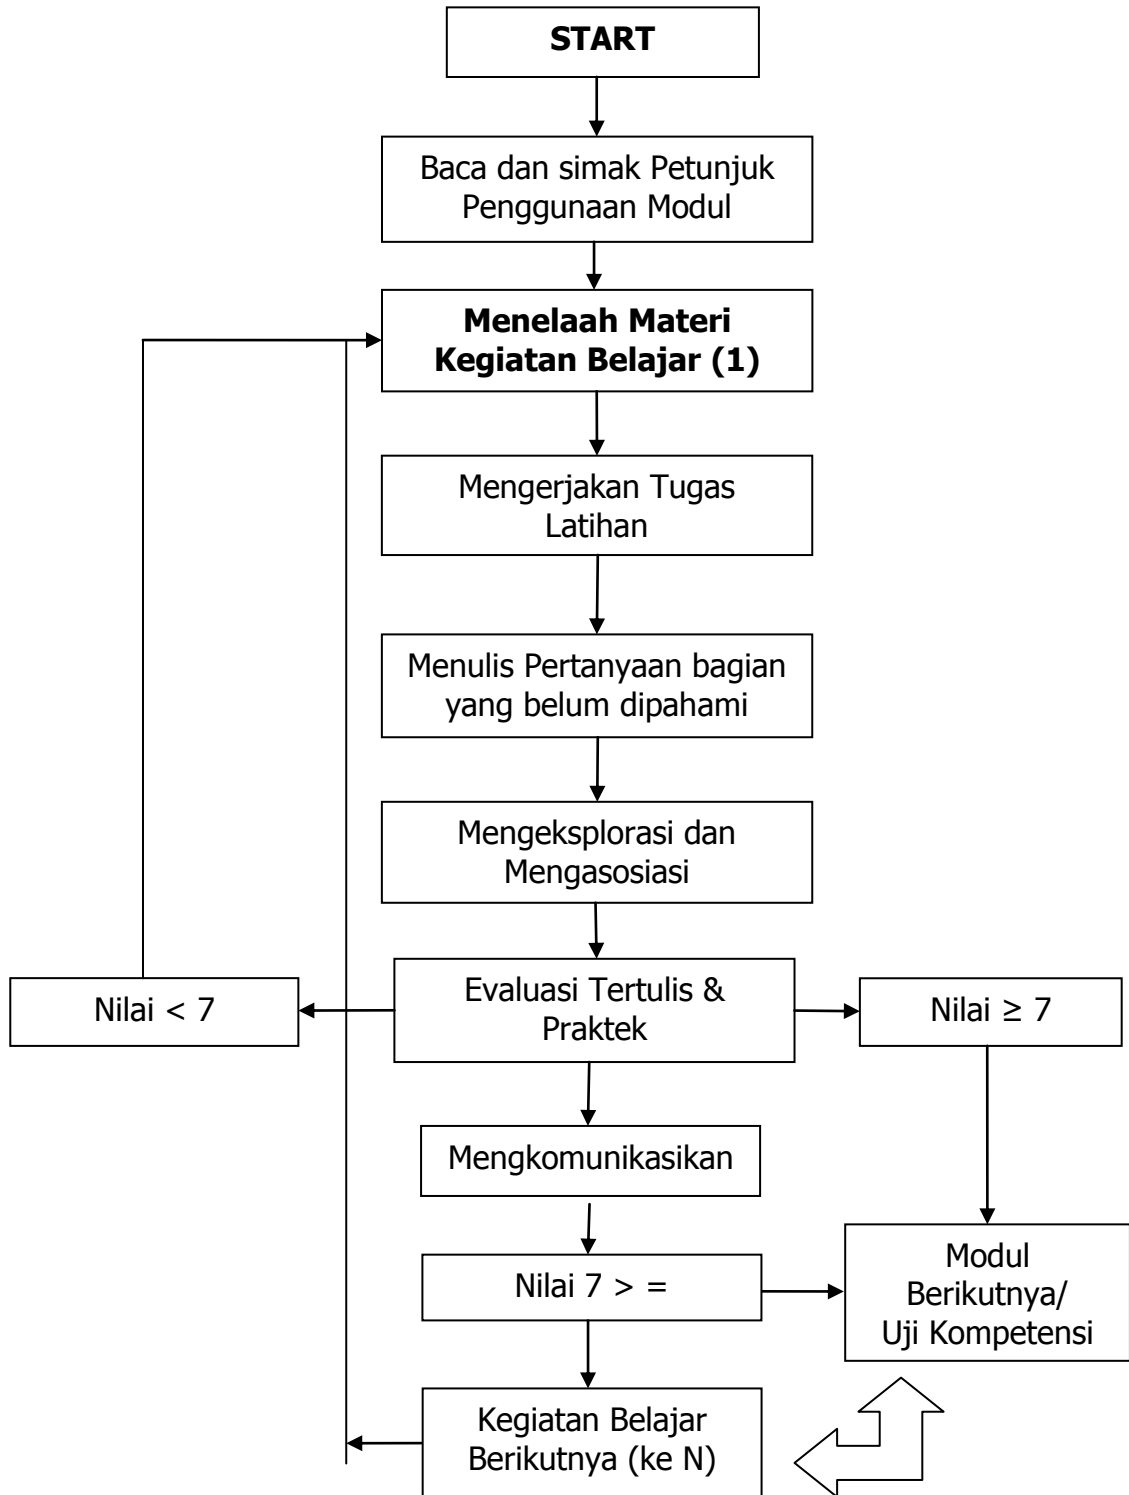 START
Baca dan simak Petunjuk
Penggunaan Modul
Menelaah Materi
Kegiatan Belajar (1)
Mengerjakan Tugas
Latihan
Menulis Pertanyaan bagian
yang belum dipahami
Mengeksplorasi dan
Mengasosiasi
Nilai < 7
Evaluasi Tertulis &
Praktek
Nilai ≥ 7
Mengkomunikasikan
Nilai 7 > =
Modul
Berikutnya/
Uji Kompetensi
Kegiatan Belajar
Berikutnya (ke N)